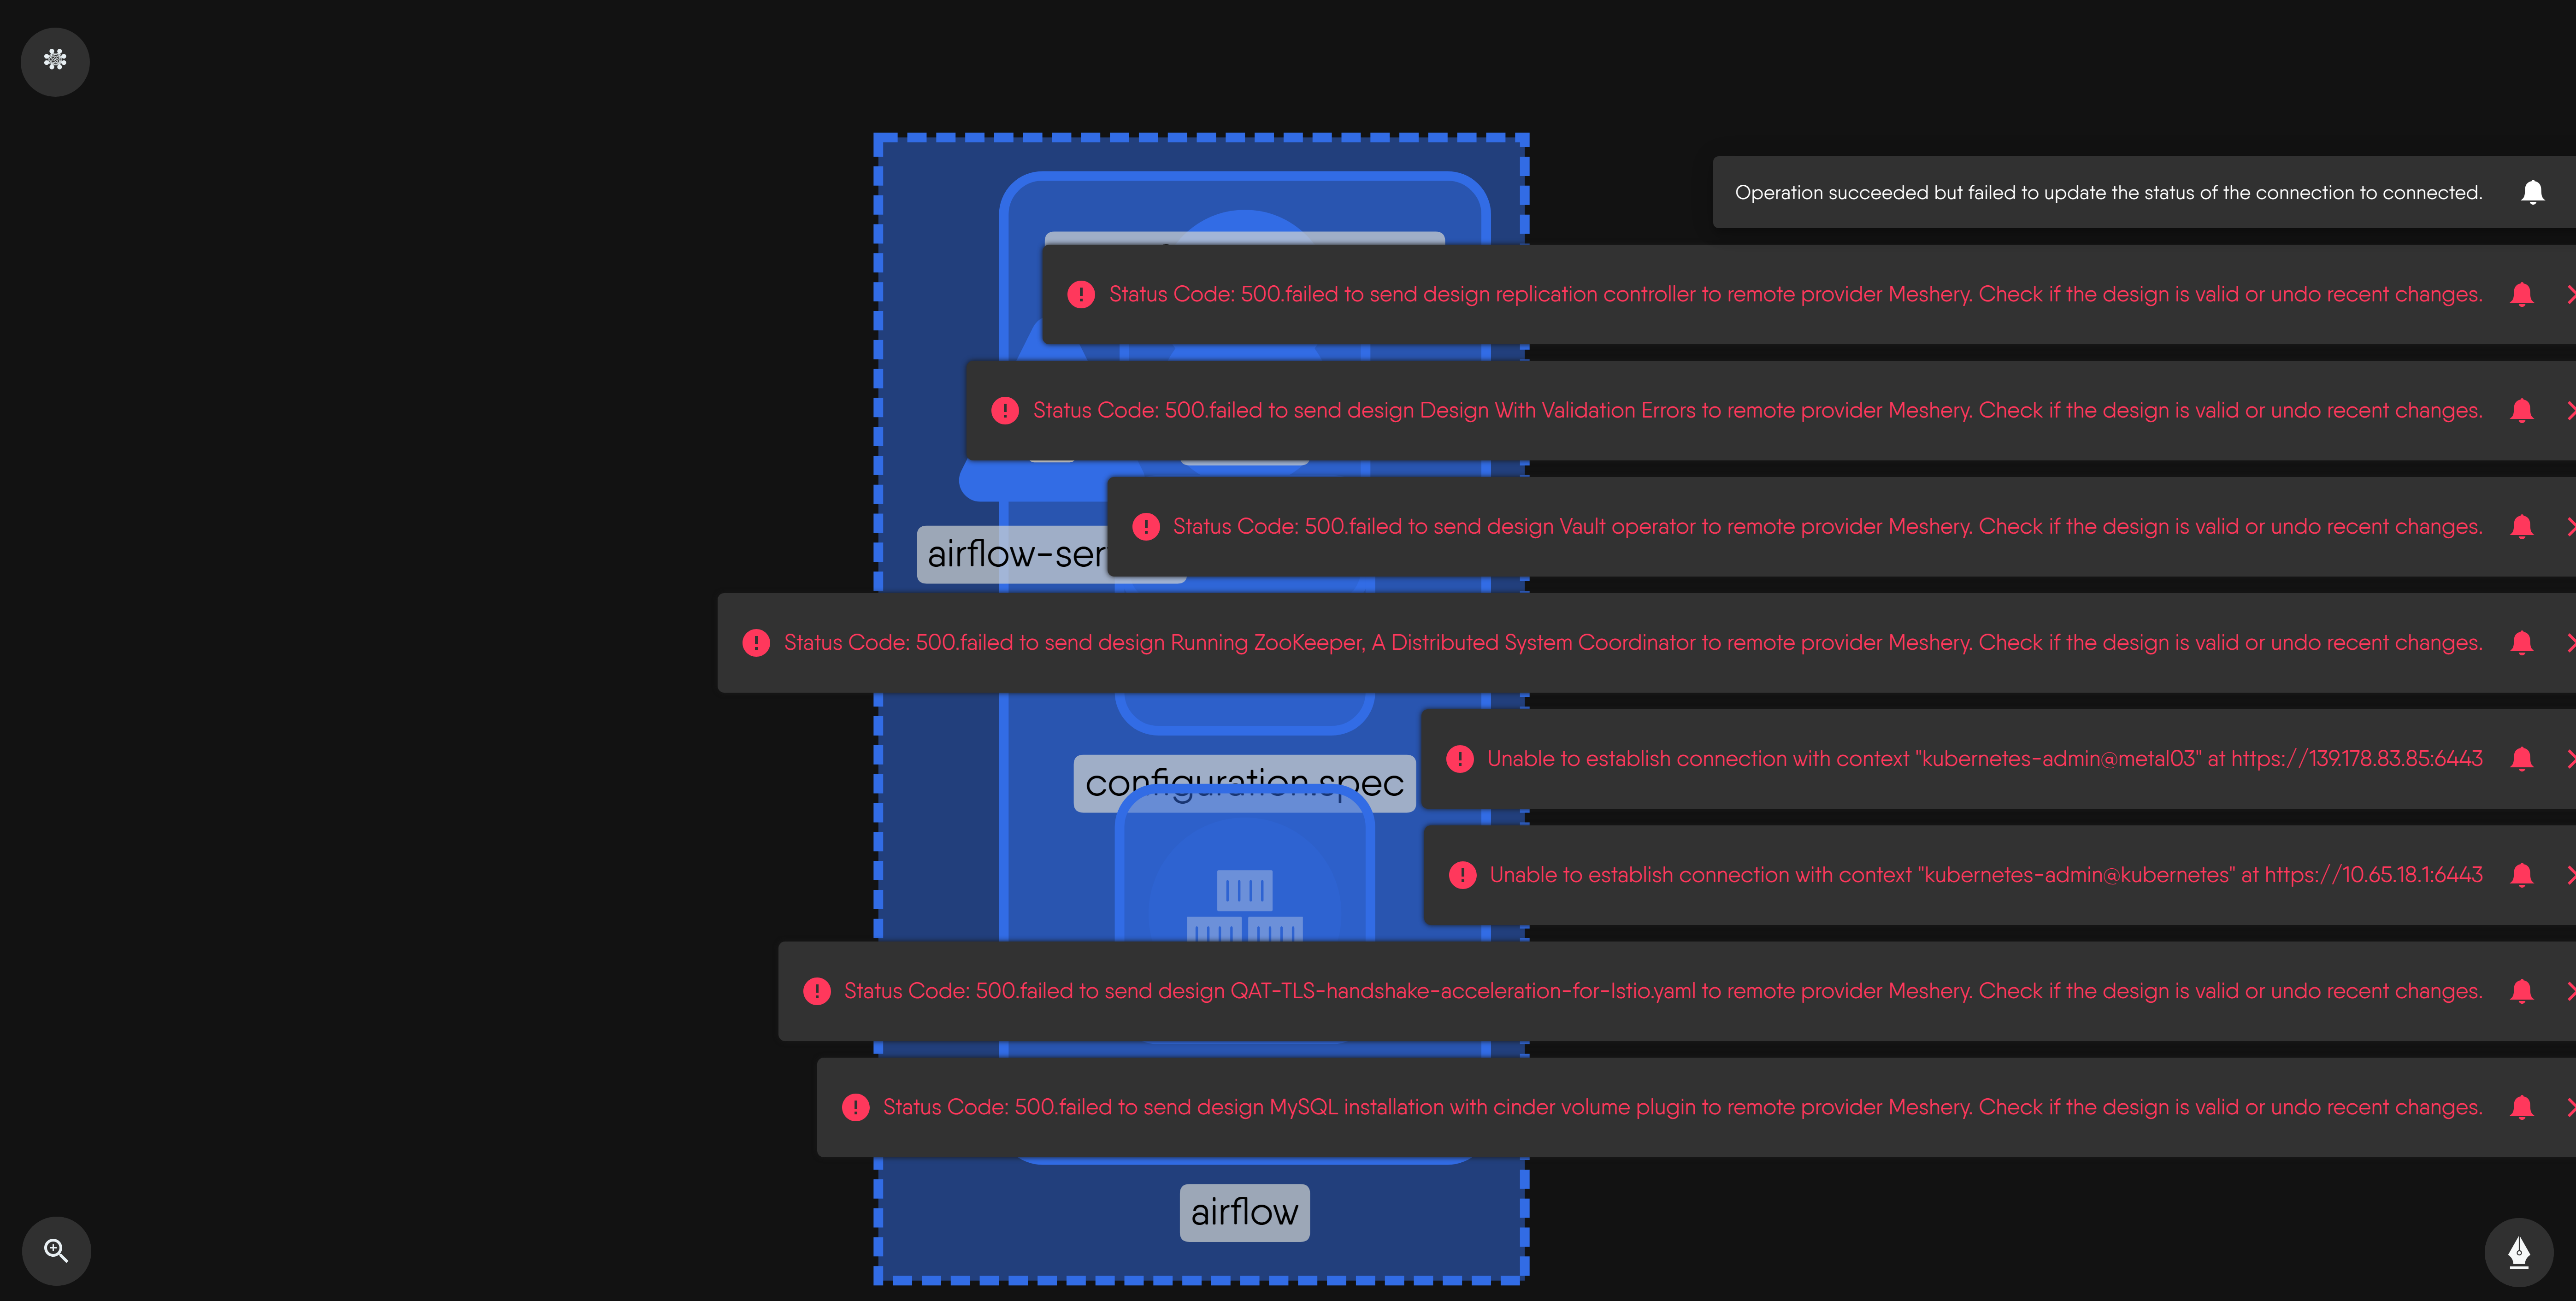 Operation succeeded but failed to update the status of the connection to connected.
Status Code: 500.failed to send design replication controller to remote provider Meshery. Check if the design is valid or undo recent changes.
Status Code: 500.failed to send design Design With Validation Errors to remote provider Meshery. Check if the design is valid or undo recent changes.
Status Code: 500.failed to send design Vault operator to remote provider Meshery. Check if the design is valid or undo recent changes.
airflow-ser
Status Code: 500.failed to send design Running ZooKeeper, A Distributed System Coordinator to remote provider Meshery. Check if the design is valid or undo recent changes.
Unable to establish connection with context "kubernetes-admin@metal03" at https://139.178.83.85:6443
configuration.spec
Unable to establish connection with context "kubernetes-admin@kubernetes" at https://10.65.18.1:6443
Status Code: 500.failed to send design QAT-TLS-handshake-acceleration-for-Istio.yaml to remote provider Meshery. Check if the design is valid or undo recent changes.
Status Code: 500.failed to send design MySQL installation with cinder volume plugin to remote provider Meshery. Check if the design is valid or undo recent changes.
airflow